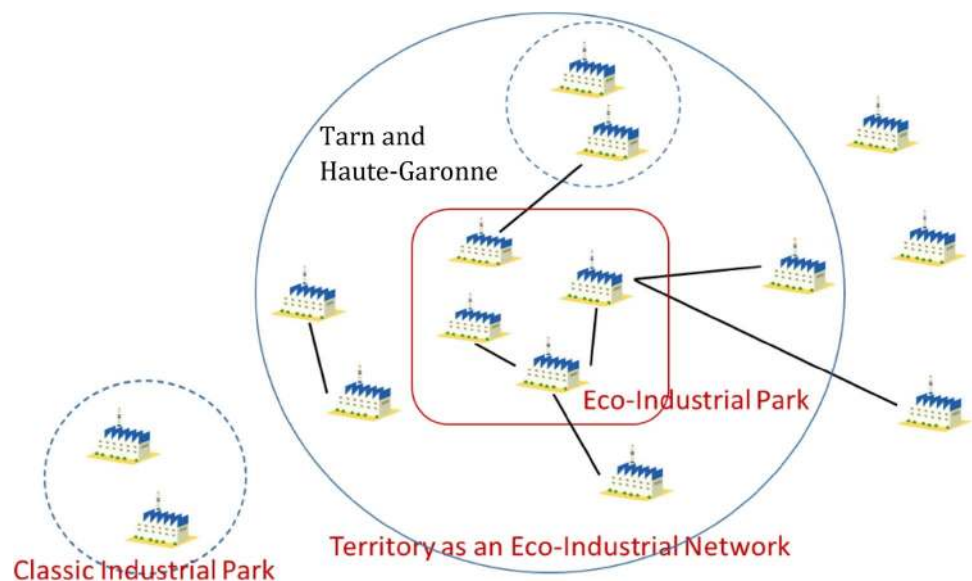 Tarn and
Haute-Garonne
Eco-Industrial Park
Territory as an Eco-Industrial Network
Classic Industrial Park